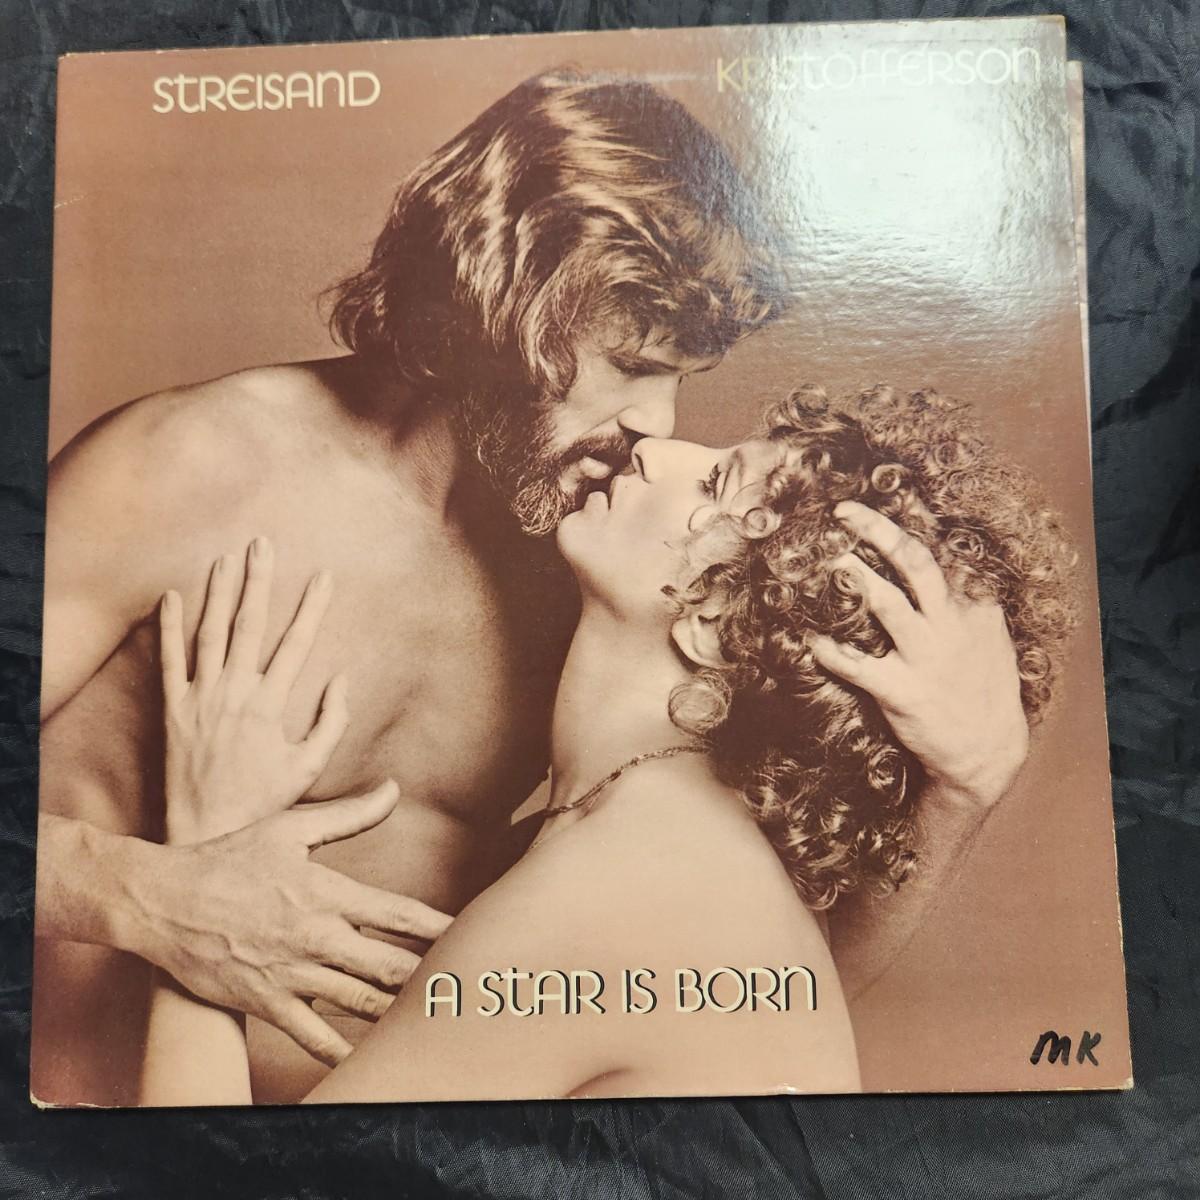 STREISAND
KRISTOFFERSON
A STAR IS BORN
MK